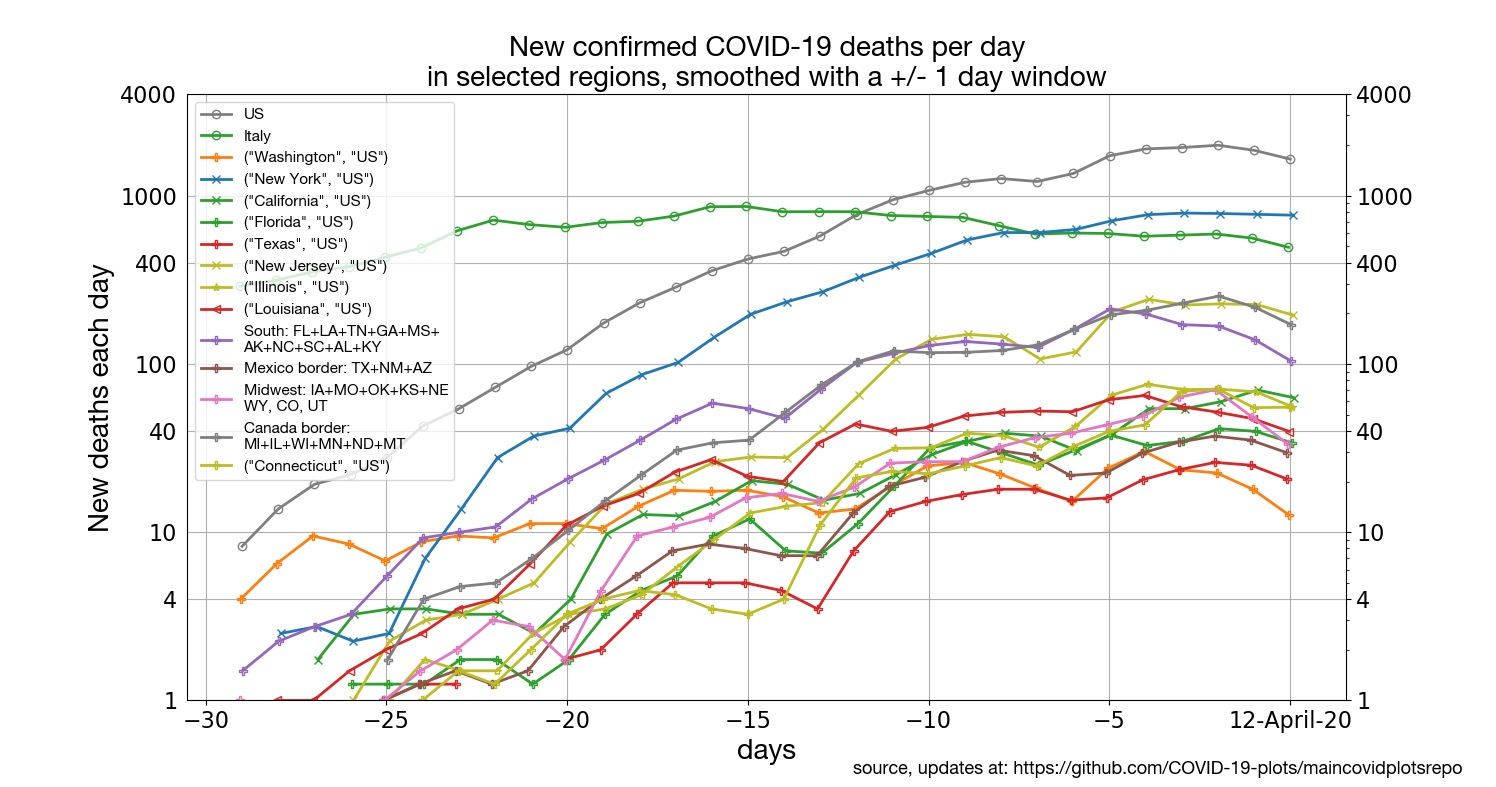 New confirmed COVID-19 deaths per day
in selected regions, smoothed with a +/- 1 day window
4000
1000
400
100
40
10
4
1
4000
1000
400
100
40
10
4
1
New deaths each day
US
Italy
("Washington", "US")
("New York", "US")
("California", "US")
("Florida", "US")
("Texas", "US")
("New Jersey", "US")
("Illinois", "US")
("Louisiana", "US")
South: FL+LA+TN+GA+MS+
AK+NC+SC+AL+KY
Mexico border: TX+NM+AZ
Midwest: IA+MO+OK+KS+NE
WY, CO, UT
Canada border:
MI+IL+WI+MN+ND+MT
("Connecticut", "US")
−30 −25 −20 −15 −10 −5 12-April-20
days
source, updates at: https://github.com/COVID-19-plots/maincovidplotsrepo